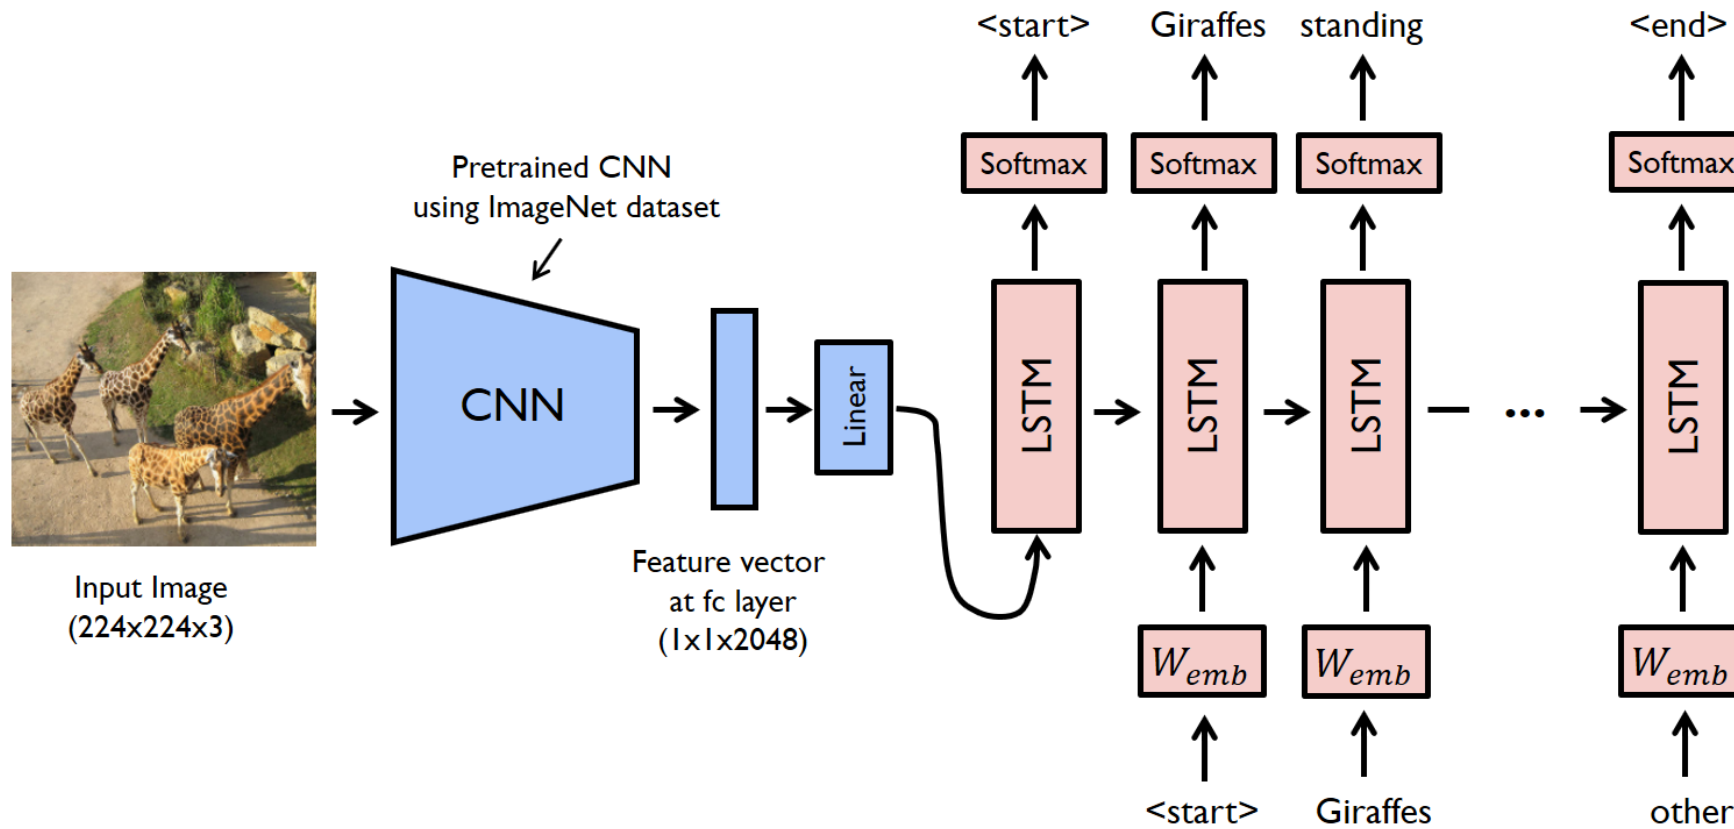 <start> Giraffes standing <end>
Softmax Softmax Softmax Softmax
Pretrained CNN
using ImageNet dataset
CNN
Linear
LSTM LSTM LSTM ... LSTM
Input Image
(224x224x3)
Feature vector
at fc layer
(1x1x2048)
W_emb W_emb W_emb
<start> Giraffes other